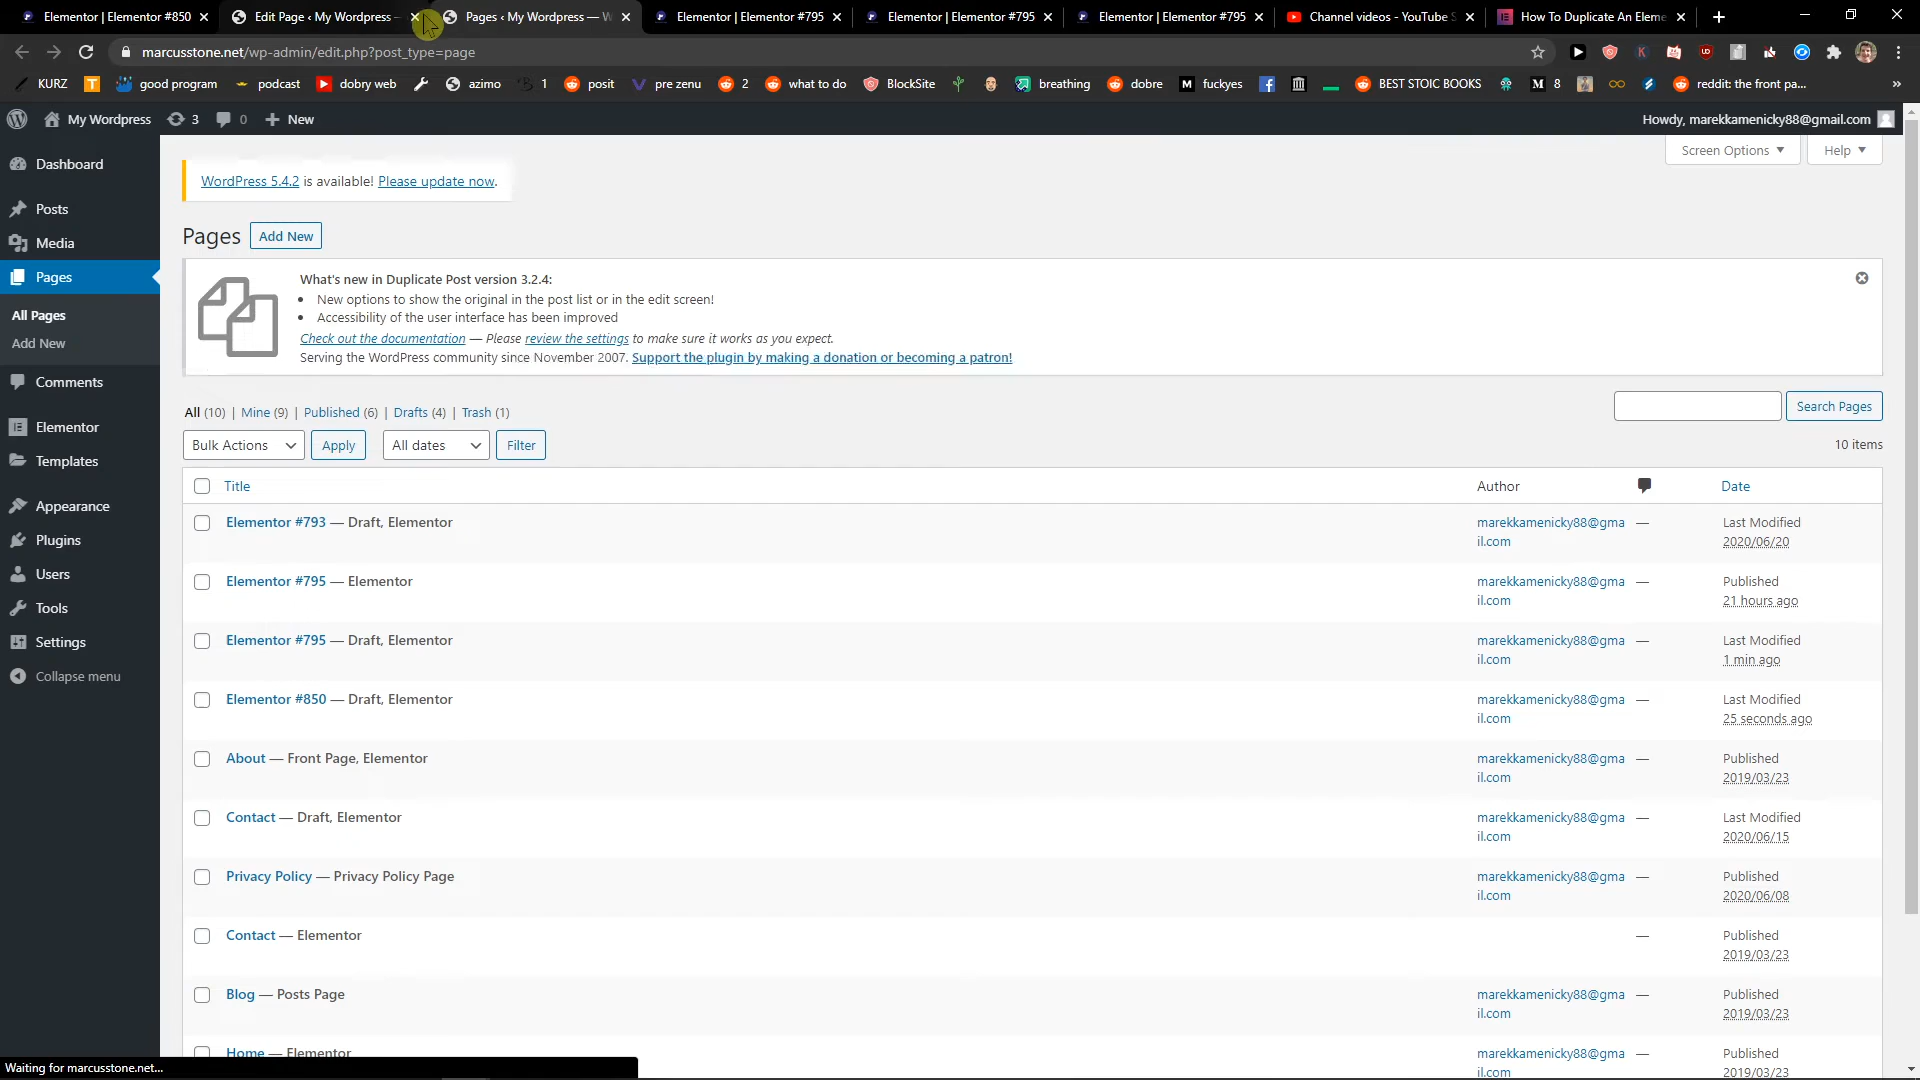 Elementor | Elementor #850
Edit Page ‹ My Wordpress —
Pages ‹ My Wordpress — W
Elementor | Elementor #795
Elementor | Elementor #795
Elementor | Elementor #795
Channel videos - YouTube S
How To Duplicate An Eleme
marcusstone.net/wp-admin/edit.php?post_type=page
KURZ
good program
podcast
dobry web
azimo
1
posit
pre zenu
2
what to do
BlockSite
breathing
dobre
fuckyes
BEST STOIC BOOKS
8
reddit: the front pa...
»
My Wordpress
3
0
New
Howdy, marekkamenicky88@gmail.com
Dashboard
Posts
Media
Pages
All Pages
Add New
Comments
Elementor
Templates
Appearance
Plugins
Users
Tools
Settings
Collapse menu
Screen Options
Help
WordPress 5.4.2 is available! Please update now.
Pages Add New
What's new in Duplicate Post version 3.2.4:
• New options to show the original in the post list or in the edit screen!
• Accessibility of the user interface has been improved
Check out the documentation — Please review the settings to make sure it works as you expect.
Serving the WordPress community since November 2007. Support the plugin by making a donation or becoming a patron!
All (10) | Mine (9) | Published (6) | Drafts (4) | Trash (1)
Search Pages
Bulk Actions Apply All dates Filter
10 items
Title Author Date
Elementor #793 — Draft, Elementor
marekkamenicky88@gma
il.com
—
Last Modified
2020/06/20
Elementor #795 — Elementor
marekkamenicky88@gma
il.com
—
Published
21 hours ago
Elementor #795 — Draft, Elementor
marekkamenicky88@gma
il.com
—
Last Modified
1 min ago
Elementor #850 — Draft, Elementor
marekkamenicky88@gma
il.com
—
Last Modified
25 seconds ago
About — Front Page, Elementor
marekkamenicky88@gma
il.com
—
Published
2019/03/23
Contact — Draft, Elementor
marekkamenicky88@gma
il.com
—
Last Modified
2020/06/15
Privacy Policy — Privacy Policy Page
marekkamenicky88@gma
il.com
—
Published
2020/06/08
Contact — Elementor
—
Published
2019/03/23
Blog — Posts Page
marekkamenicky88@gma
il.com
—
Published
2019/03/23
Home — Elementor
marekkamenicky88@gma
il.com
—
Published
2019/03/23
Waiting for marcusstone.net...